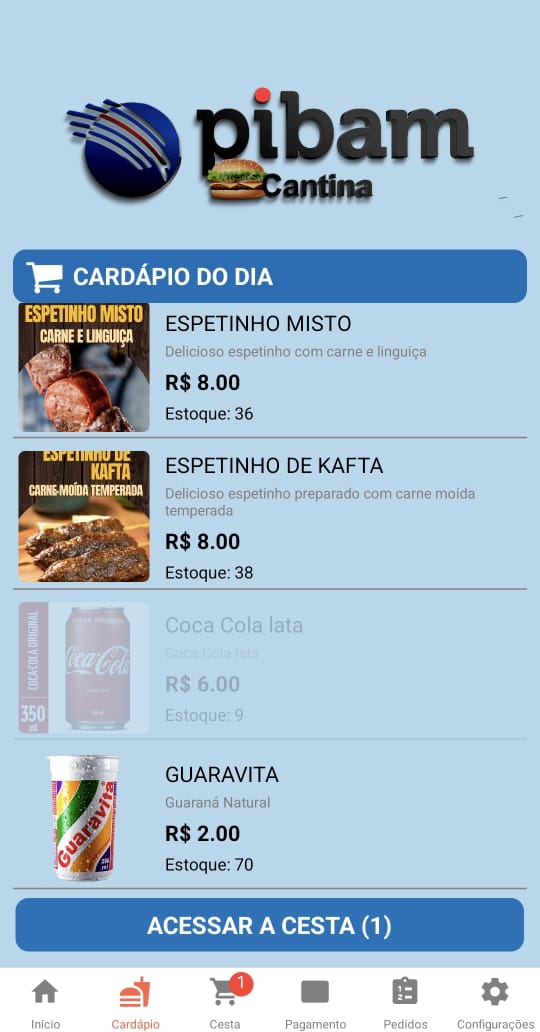 pibam
Cantina
CARDÁPIO DO DIA
ESPETINHO MISTO
CARNE E LINGUIÇA
ESPETINHO MISTO
Delicioso espetinho com carne e linguiça
R$ 8.00
Estoque: 36
ESPETINHO DE
KAFTA
CARNE MOÍDA TEMPERADA
ESPETINHO DE KAFTA
Delicioso espetinho preparado com carne moída
temperada
R$ 8.00
Estoque: 38
COCA-COLA ORIGINAL
350
ml
Coca-Cola
Coca Cola lata
Coca Cola lata
R$ 6.00
Estoque: 9
Guaravita
GUARAVITA
Guaraná Natural
R$ 2.00
Estoque: 70
ACESSAR A CESTA (1)
1
Inicio
Cardápio
Cesta
Pagamento
Pedidos
Configurações